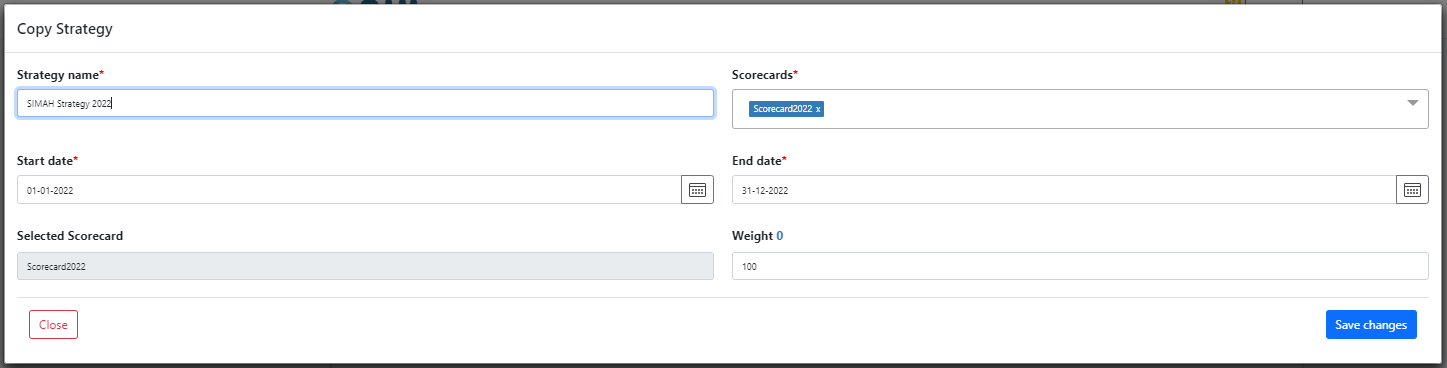 Copy Strategy
Strategy name*
SIMAH Strategy 2022
Scorecards*
Scorecard2022 x
Start date*
01-01-2022
End date*
31-12-2022
Selected Scorecard
Scorecard2022
Weight 0
100
Close
Save changes